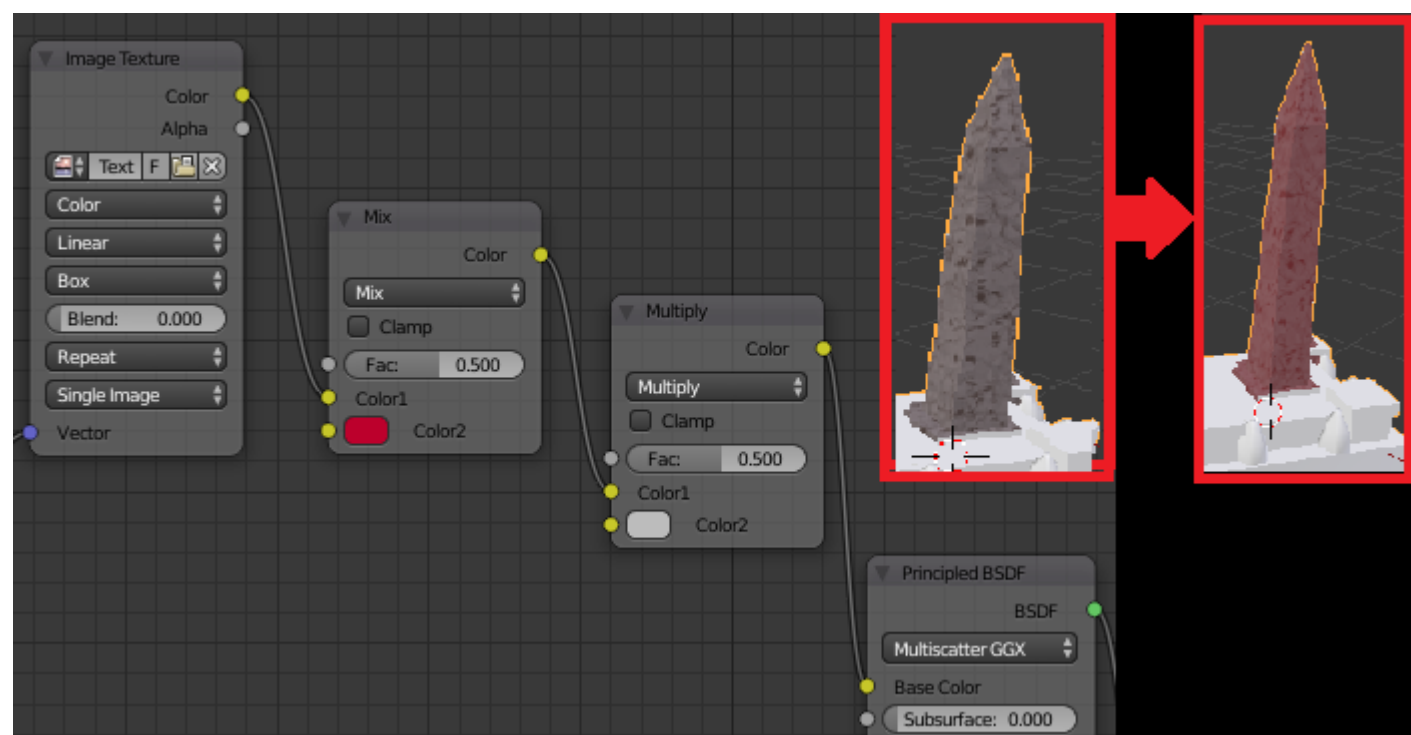 Image Texture
Color
Alpha
Text F
Color
Linear
Box
Blend: 0.000
Repeat
Single Image
Vector
Mix
Color
Mix
Clamp
Fac: 0.500
Color1
Color2
Multiply
Color
Multiply
Clamp
Fac: 0.500
Color1
Color2
Principled BSDF
BSDF
Multiscatter GGX
Base Color
Subsurface: 0.000